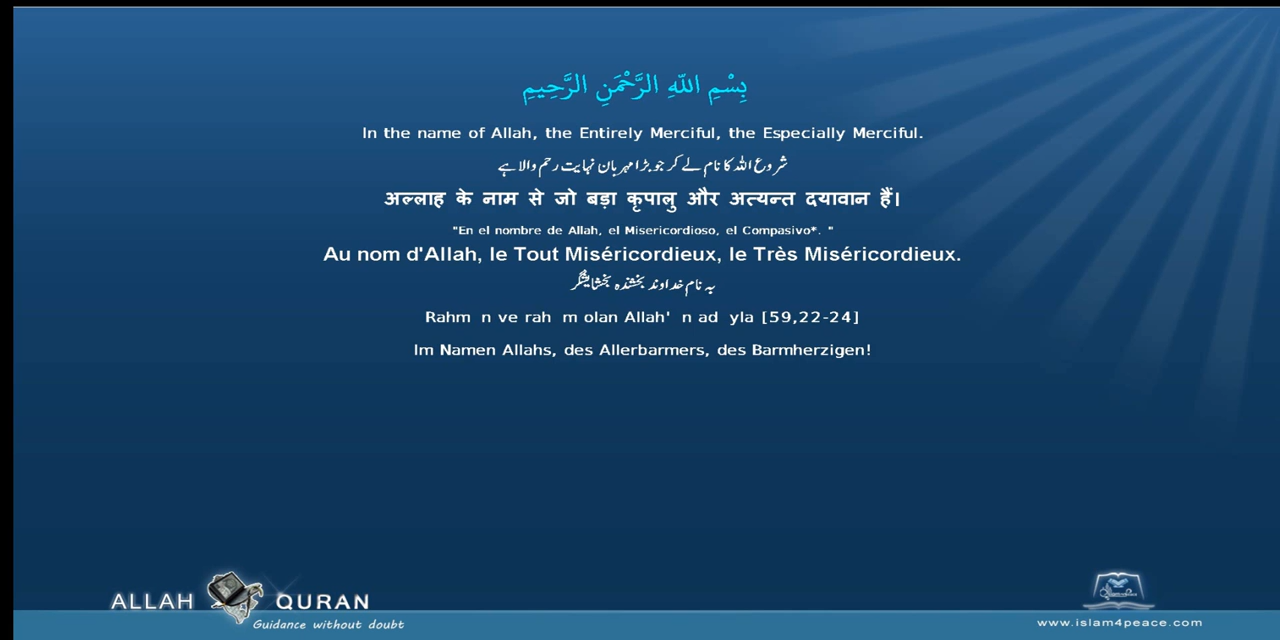 بِسْمِ اللَّهِ الرَّحْمَنِ الرَّحِيمِ
In the name of Allah, the Entirely Merciful, the Especially Merciful.
شروع الله کا نام لے کر جو بڑا مہربان نہایت رحم والا ہے
अल्लाह के नाम से जो बड़ा कृपालु और अत्यन्त दयावान हैं।
"En el nombre de Allah, el Misericordioso, el Compasivo*. "
Au nom d'Allah, le Tout Miséricordieux, le Très Miséricordieux.
به نام خداوند بخشنده بخشایشگر
Rahm n ve rah m olan Allah' n ad yla [59,22-24]
Im Namen Allahs, des Allerbarmers, des Barmherzigen!
ALLAH QURAN
Guidance without doubt
www.islam4peace.com